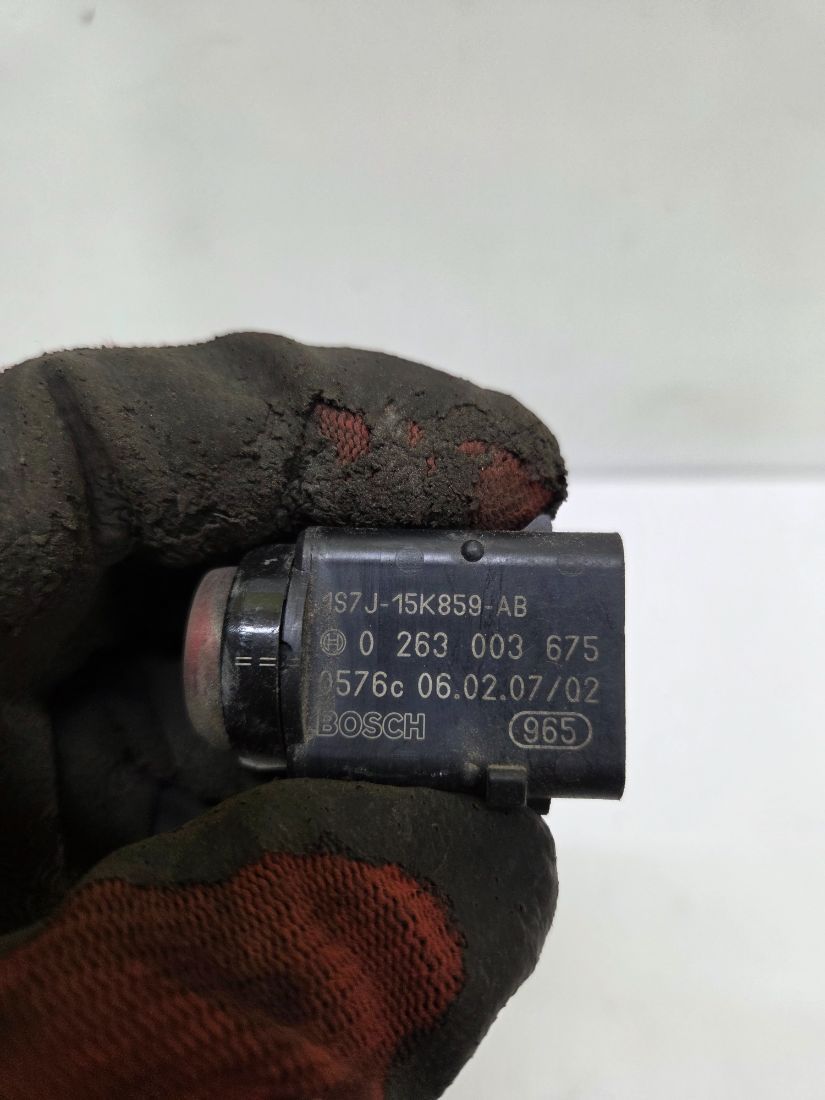 1S7J-15K859-AB
0 263 003 675
0576c 06.02.07/02
BOSCH 965